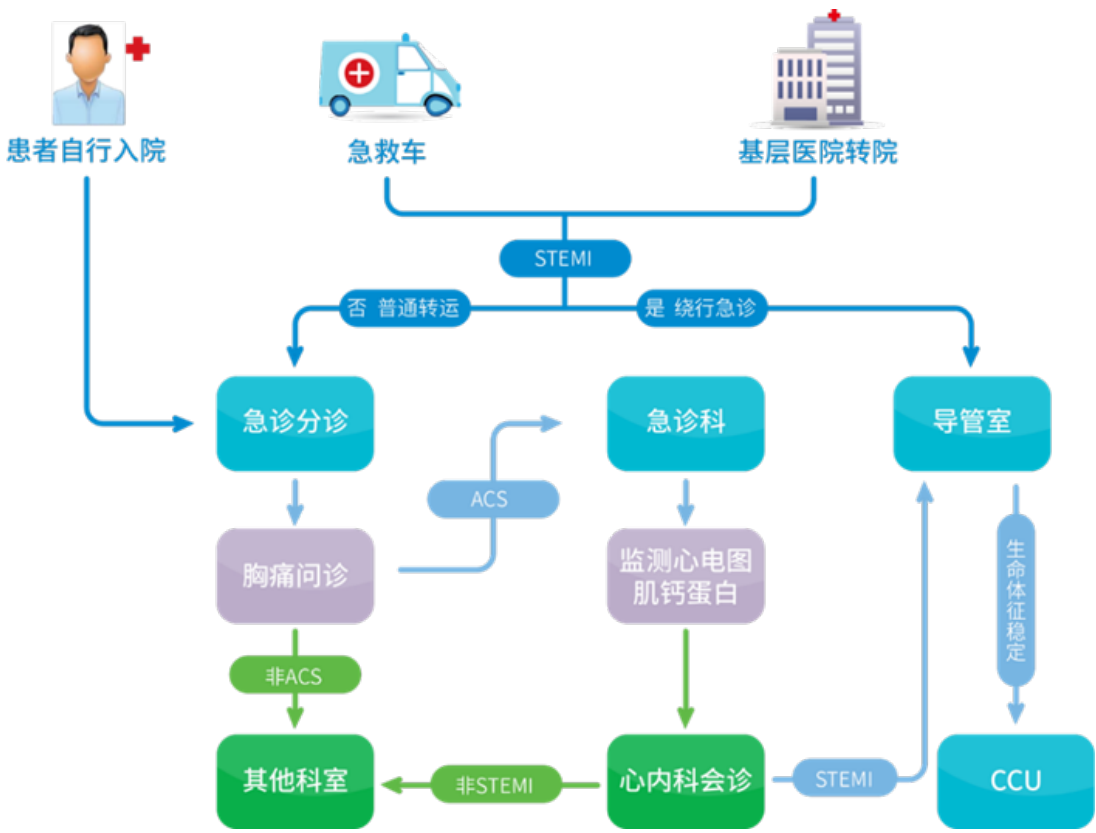 患者自行入院
急救车
基层医院转院
STEMI
否 普通转运
是 绕行急诊
急诊分诊
急诊科
导管室
ACS
胸痛问诊
监测心电图
肌钙蛋白
生命体征稳定
非ACS
其他科室
非STEMI
心内科会诊
STEMI
CCU